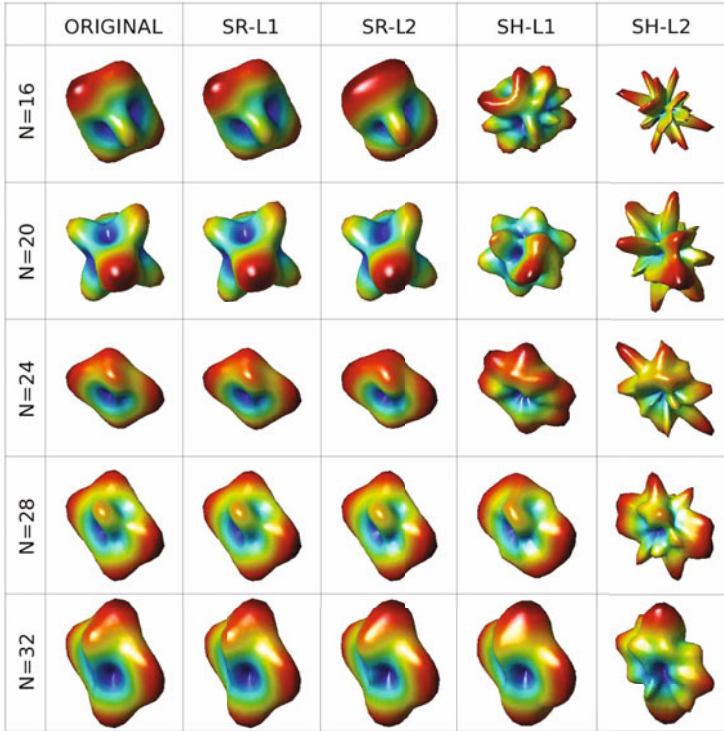 ORIGINAL SR-L1 SR-L2 SH-L1 SH-L2
N=16
N=20
N=24
N=28
N=32